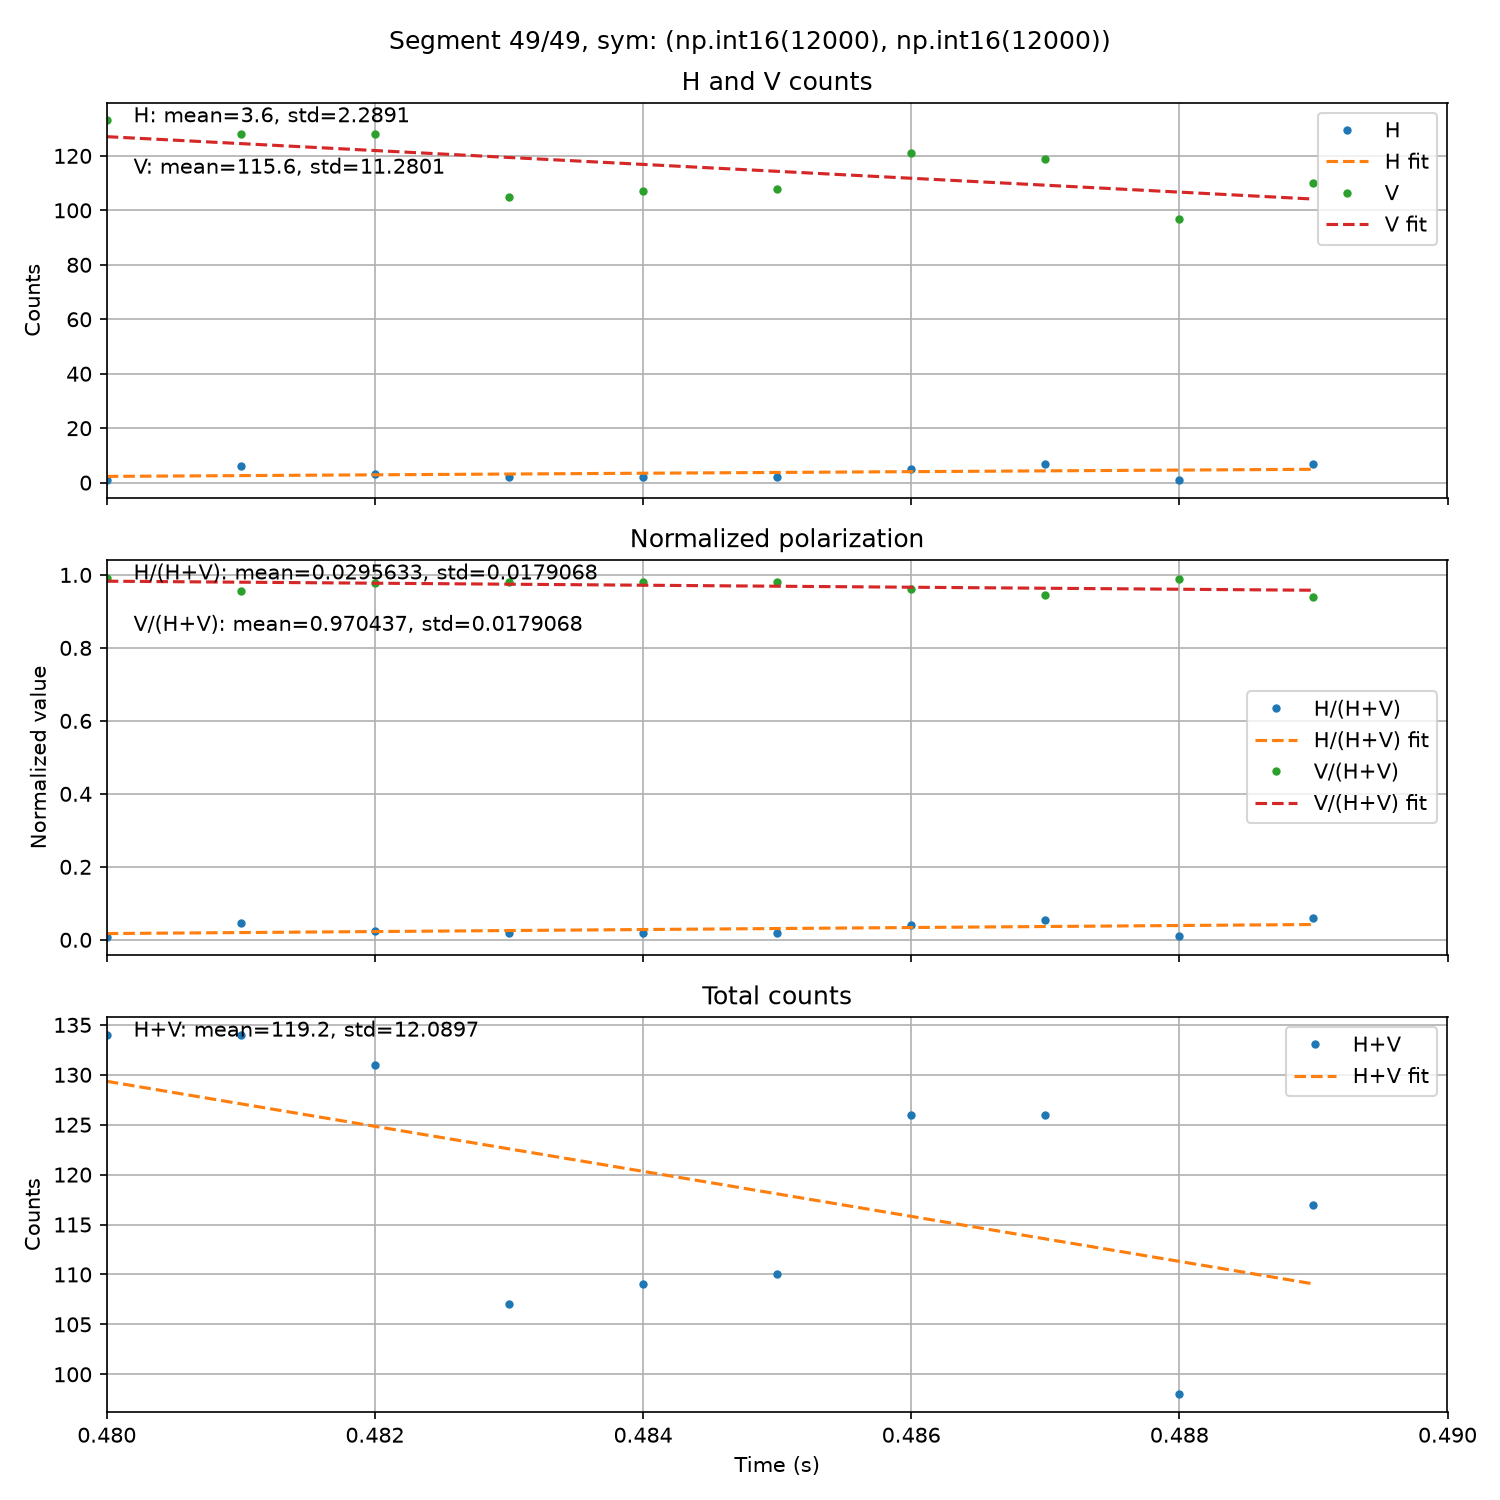 Segment 49/49, sym: (np.int16(12000), np.int16(12000))
H and V counts
H: mean=3.6, std=2.2891
V: mean=115.6, std=11.2801
H
H fit
V
V fit
Counts
120
100
80
60
40
20
0
Normalized polarization
H/(H+V): mean=0.0295633, std=0.0179068
V/(H+V): mean=0.970437, std=0.0179068
H/(H+V)
H/(H+V) fit
V/(H+V)
V/(H+V) fit
Normalized value
1.0
0.8
0.6
0.4
0.2
0.0
Total counts
H+V: mean=119.2, std=12.0897
H+V
H+V fit
Counts
135
130
125
120
115
110
105
100
0.480
0.482
0.484
0.486
0.488
0.490
Time (s)